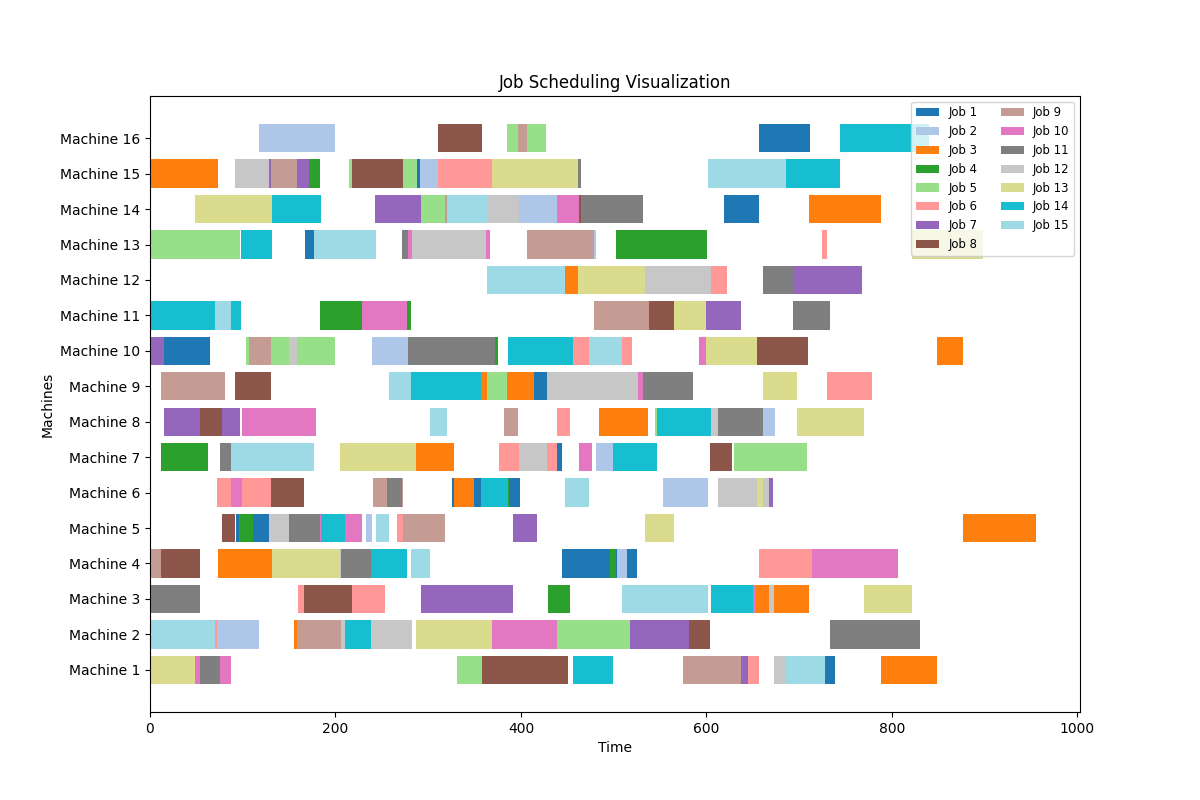 Job Scheduling Visualization
Machines
Machine 16
Machine 15
Machine 14
Machine 13
Machine 12
Machine 11
Machine 10
Machine 9
Machine 8
Machine 7
Machine 6
Machine 5
Machine 4
Machine 3
Machine 2
Machine 1
Job 1
Job 2
Job 3
Job 4
Job 5
Job 6
Job 7
Job 8
Job 9
Job 10
Job 11
Job 12
Job 13
Job 14
Job 15
0 200 400 600 800 1000
Time